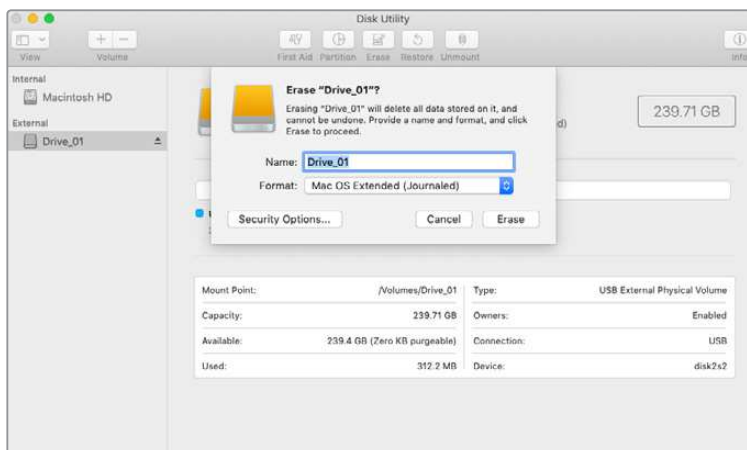 Disk Utility
View
Volume
First Aid Partition Erase Restore Unmount
Info
Internal
Macintosh HD
External
Drive_01
Erase "Drive_01"?
Erasing "Drive_01" will delete all data stored on it, and
cannot be undone. Provide a name and format, and click
Erase to proceed.
d)
239.71 GB
Name: Drive_01
Format: Mac OS Extended (Journaled)
Security Options... Cancel Erase
Mount Point: /Volumes/Drive_01 Type: USB External Physical Volume
Capacity: 239.71 GB Owners: Enabled
Available: 239.4 GB (Zero KB purgeable) Connection: USB
Used: 312.2 MB Device: disk2s2